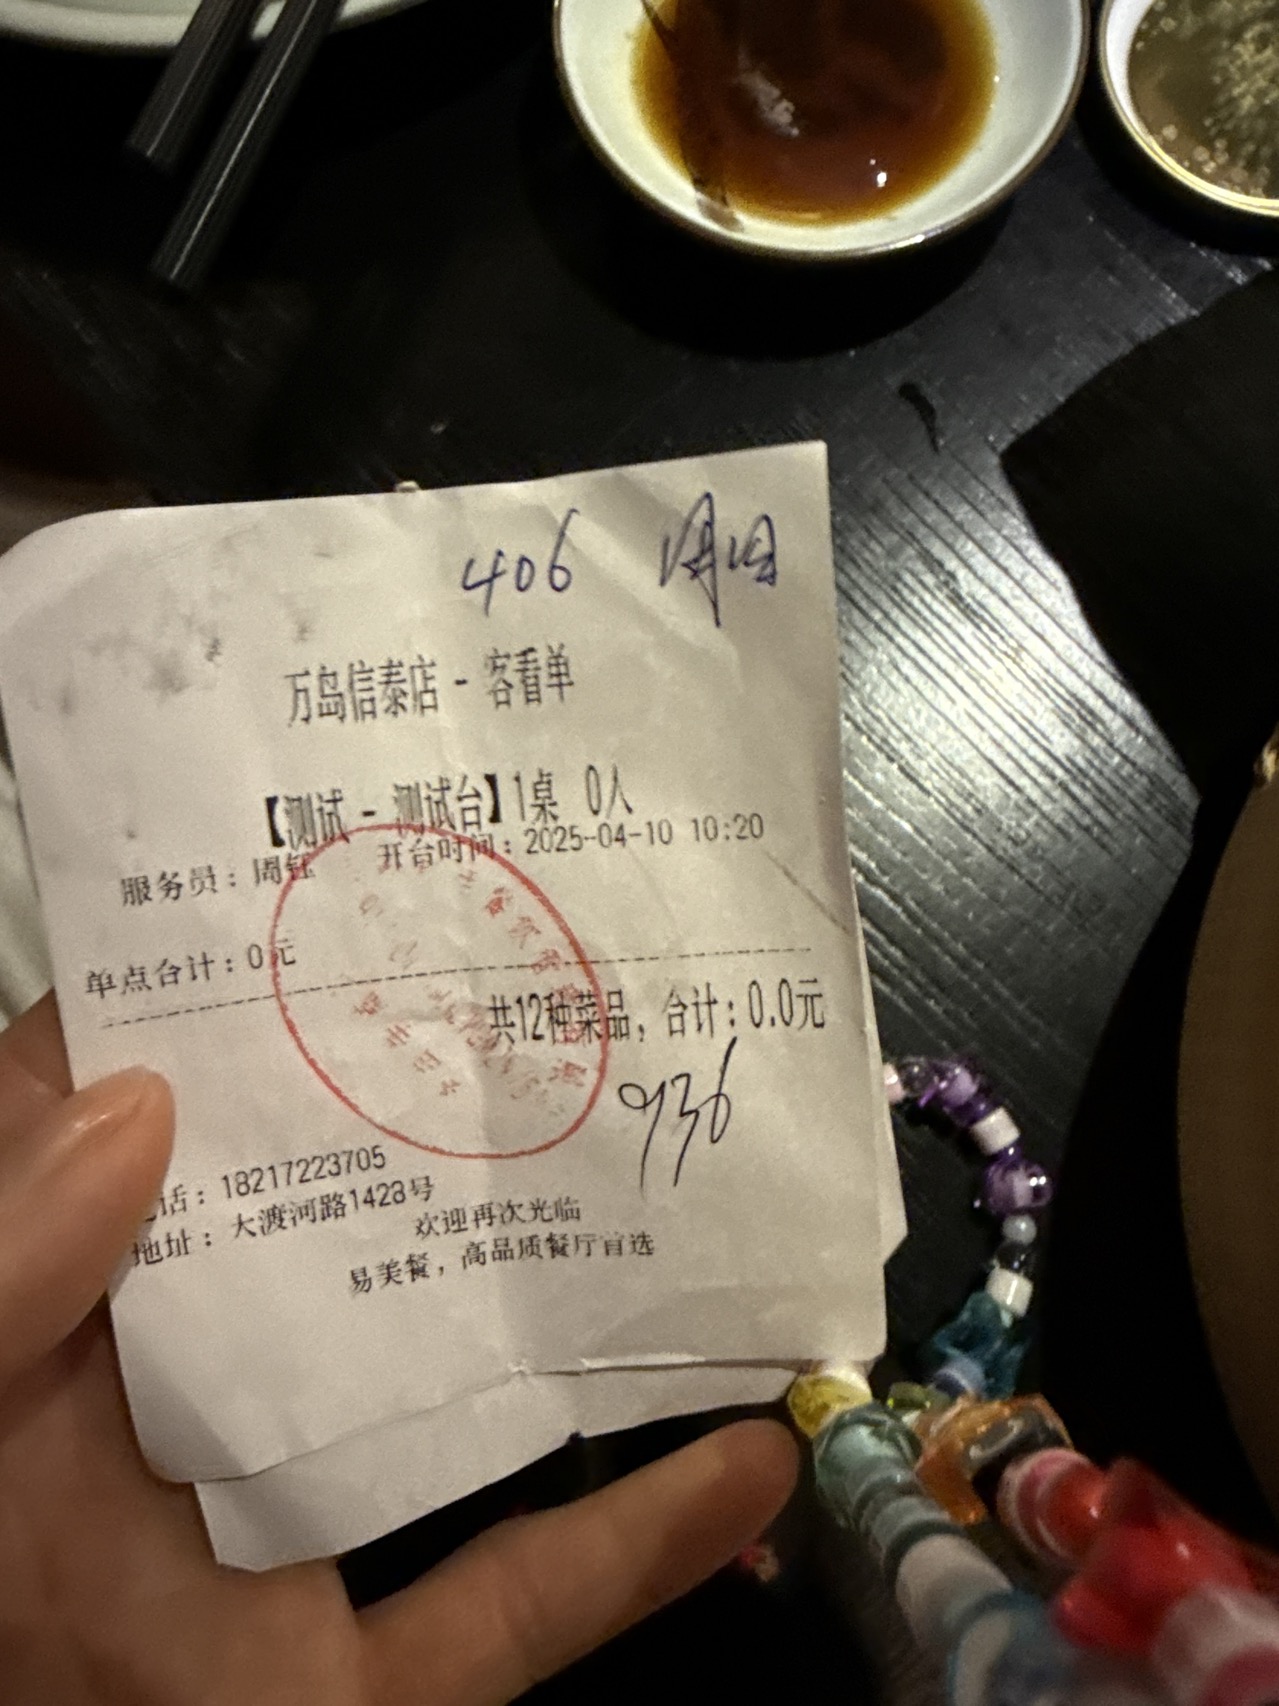 406
万岛信泰店 - 客看单
【测试 - 测试台】1桌 0人
服务员：周钰 开台时间：2025-04-10 10:20
单点合计：0元
共12种菜品，合计：0.0元
936
话：18217223705
地址：大渡河路1428号
欢迎再次光临
易美餐，高品质餐厅首选